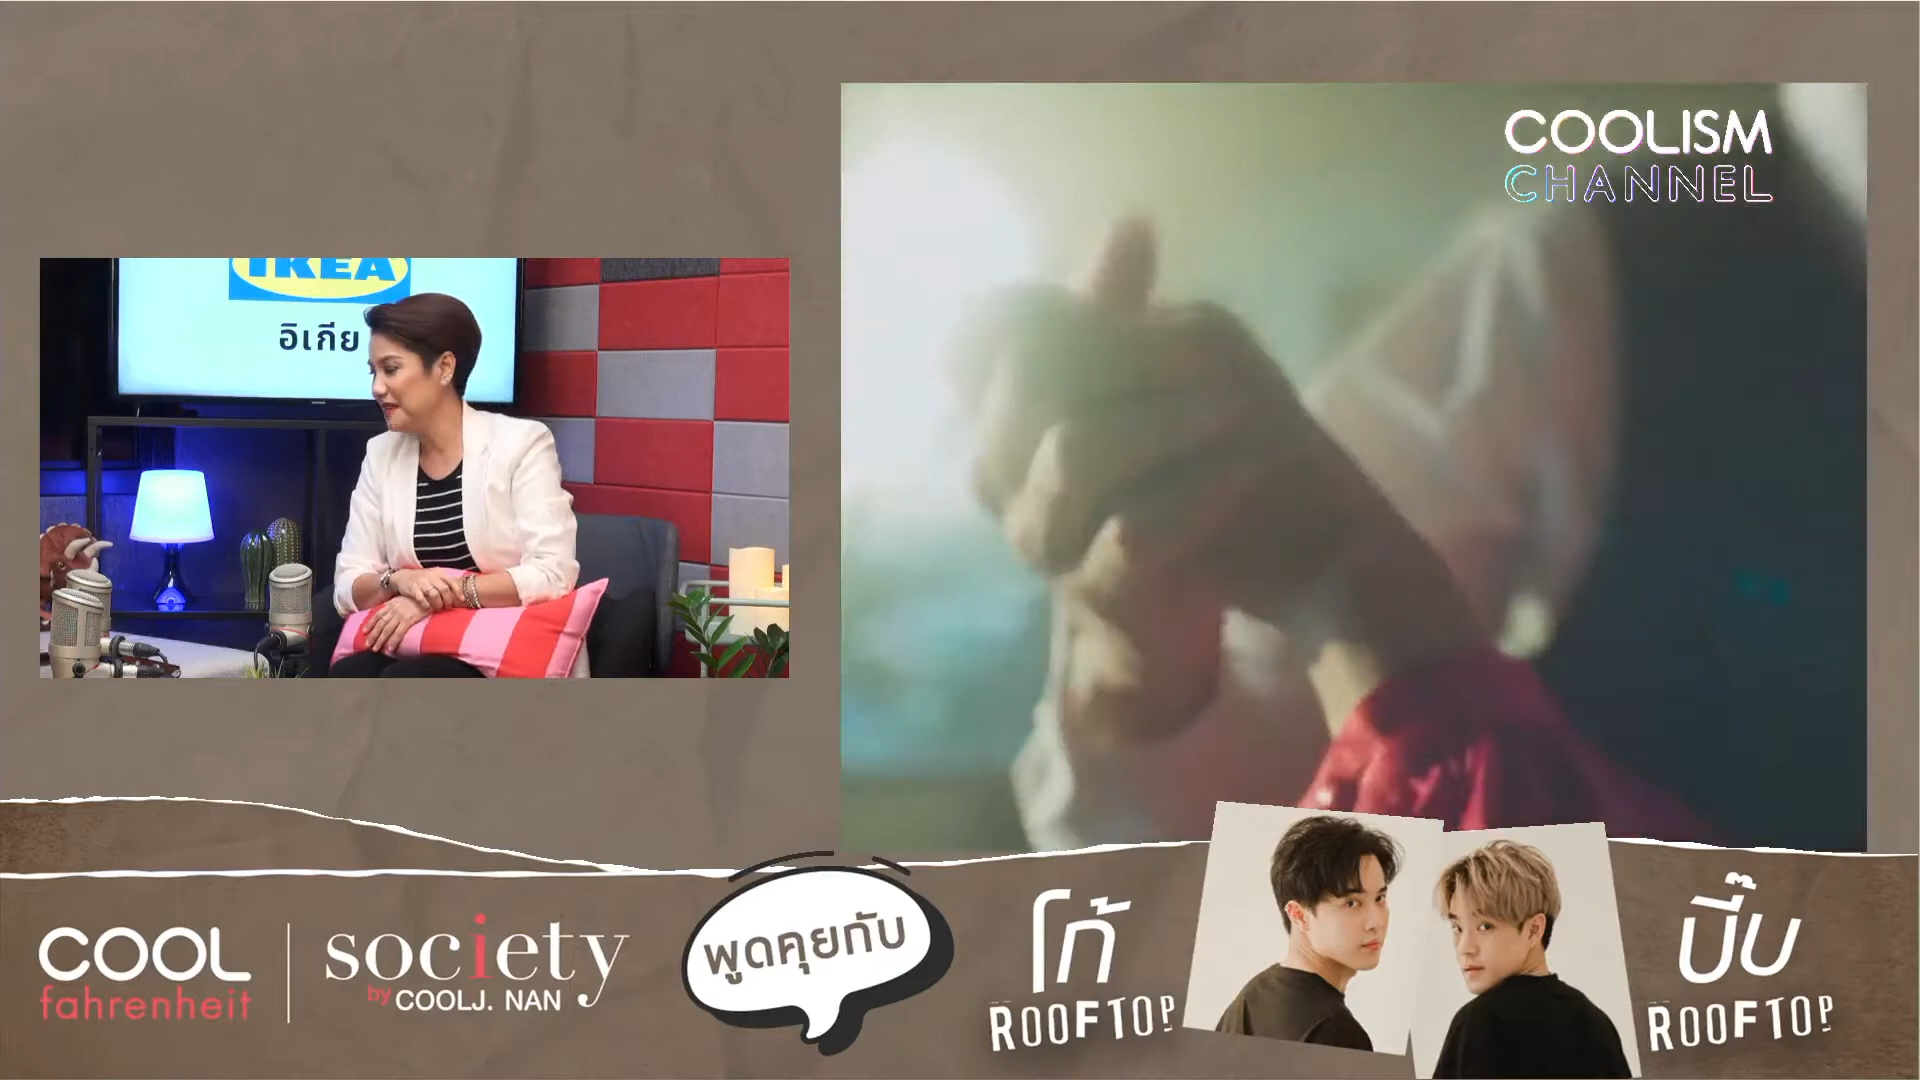 COOLISM
CHANNEL
IKEA
อิเกีย
COOL
fahrenheit
society
by COOLJ. NAN
พูดคุยกับ
โก้
ROOFTOP
ปี๊บ
ROOFTOP